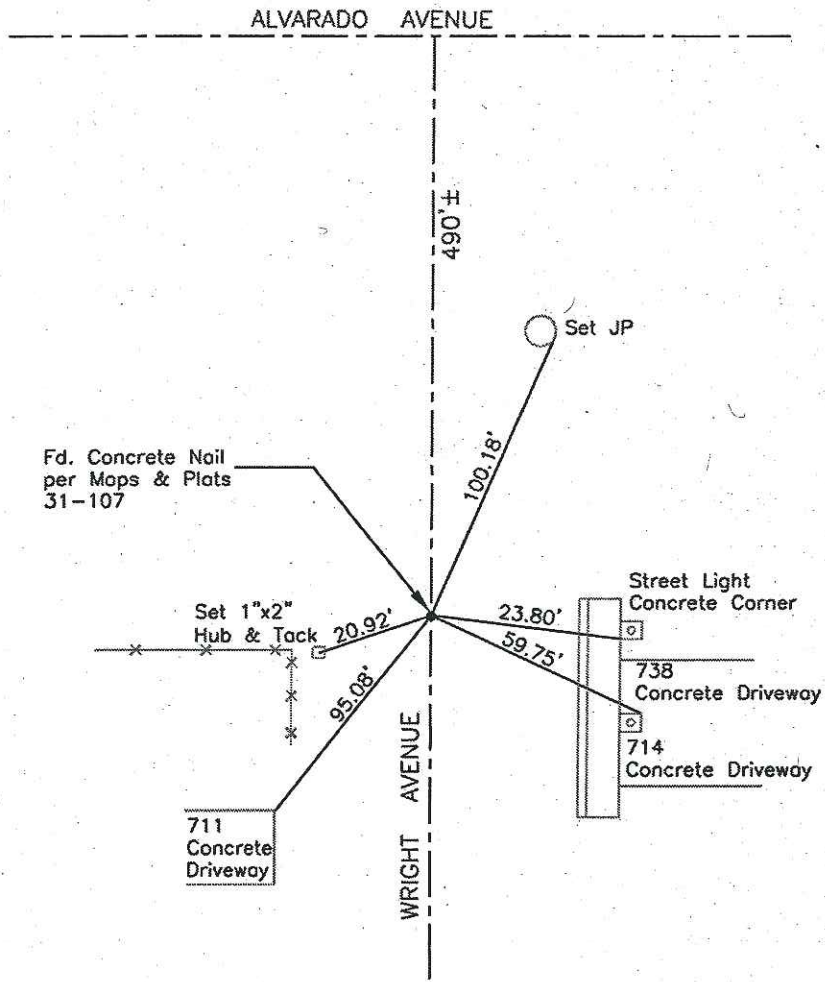 ALVARADO AVENUE
490'±
Set JP
100.18'
Fd. Concrete Nail
per Maps & Plats
31-107
Street Light
Concrete Corner
Set 1"x2"
Hub & Tack
20.92'
23.80'
59.75'
95.08'
738
Concrete Driveway
714
Concrete Driveway
711
Concrete
Driveway
WRIGHT AVENUE